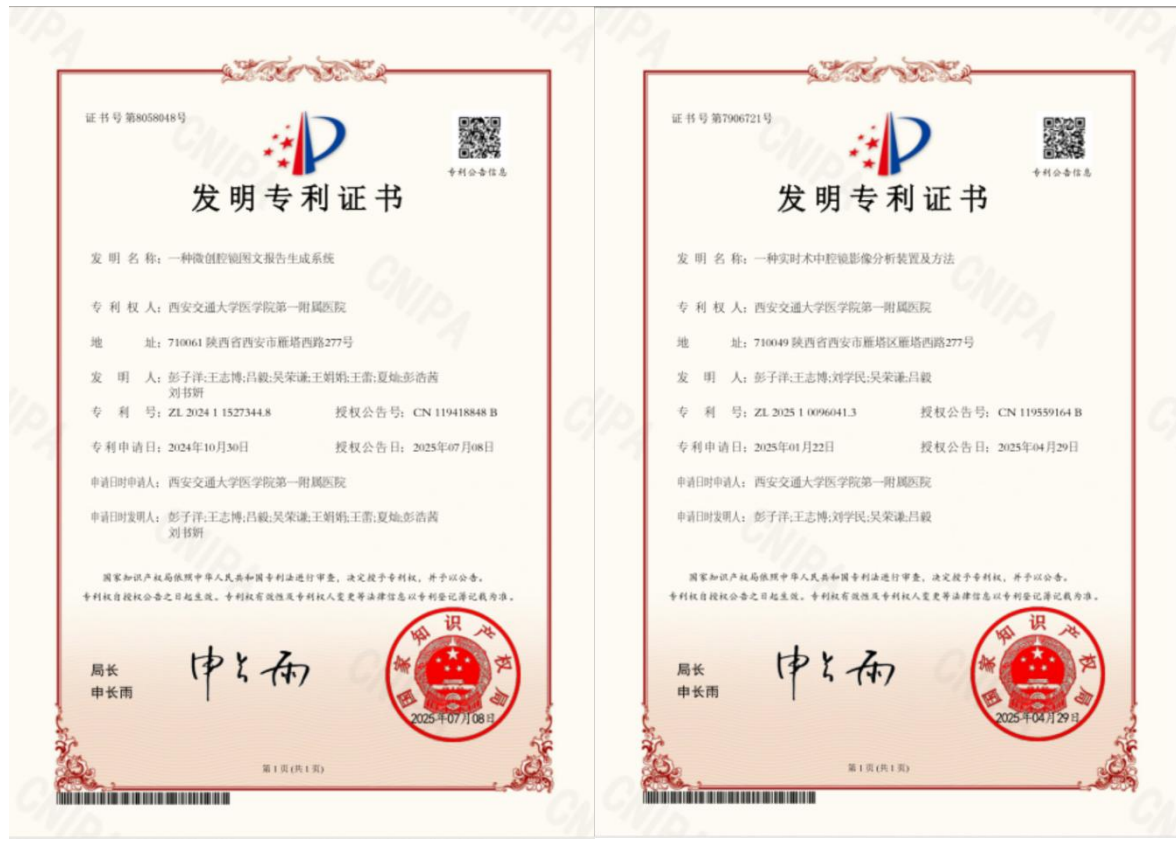 证书号第8058048号
专利公告信息
发明专利证书
发明名称：一种微创腔镜图文报告生成系统
专利权人：西安交通大学医学院第一附属医院
地址：710061 陕西省西安市雁塔西路277号
发明人：彭子洋;王志博;吕毅;吴荣谦;王娟娟;王蕾;夏灿;彭浩茜
刘书妍
专利号：ZL 2024 1 1527344.8 授权公告号：CN 119418848 B
专利申请日：2024年10月30日 授权公告日：2025年07月08日
申请日时申请人：西安交通大学医学院第一附属医院
申请日时发明人：彭子洋;王志博;吕毅;吴荣谦;王娟娟;王蕾;夏灿;彭浩茜
刘书妍
国家知识产权局依照中华人民共和国专利法进行审查，决定授予专利权，并予以公告。
专利权自授权公告之日起生效。专利权有效性及专利权人变更等法律信息以专利登记簿记载为准。
局长
申长雨
申长雨
国家知识产权局
2025年07月08日
第1页(共1页)
证书号第7906721号
专利公告信息
发明专利证书
发明名称：一种实时术中腔镜影像分析装置及方法
专利权人：西安交通大学医学院第一附属医院
地址：710049 陕西省西安市雁塔区雁塔西路277号
发明人：彭子洋;王志博;刘学民;吴荣谦;吕毅
专利号：ZL 2025 1 0096041.3 授权公告号：CN 119559164 B
专利申请日：2025年01月22日 授权公告日：2025年04月29日
申请日时申请人：西安交通大学医学院第一附属医院
申请日时发明人：彭子洋;王志博;刘学民;吴荣谦;吕毅
国家知识产权局依照中华人民共和国专利法进行审查，决定授予专利权，并予以公告。
专利权自授权公告之日起生效。专利权有效性及专利权人变更等法律信息以专利登记簿记载为准。
局长
申长雨
申长雨
国家知识产权局
2025年04月29日
第1页(共1页)
CNIPA